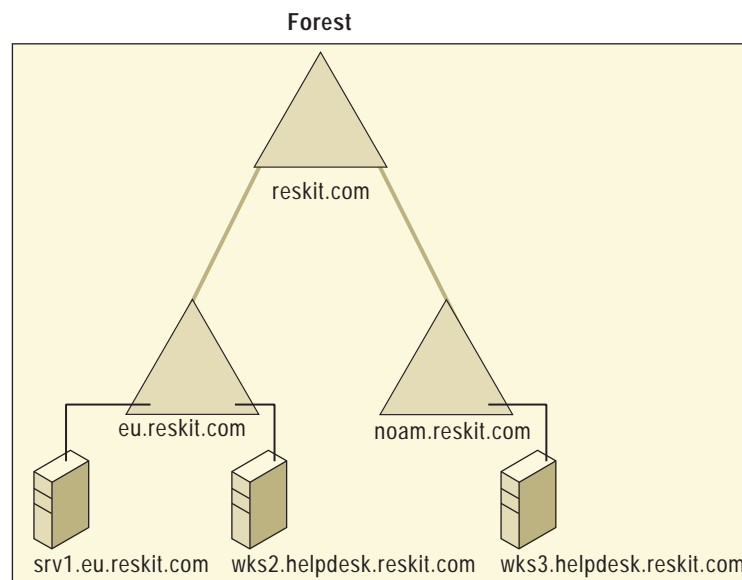 Forest
reskit.com
eu.reskit.com
noam.reskit.com
srv1.eu.reskit.com
wks2.helpdesk.reskit.com
wks3.helpdesk.reskit.com